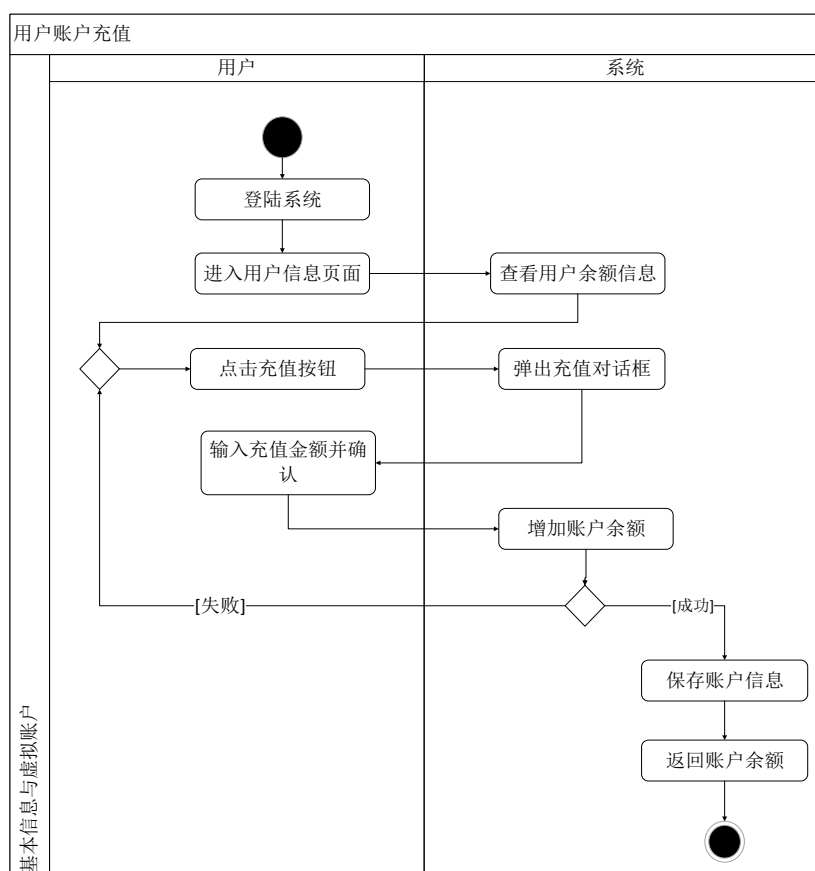 用户账户充值
用户
系统
登陆系统
进入用户信息页面
查看用户余额信息
点击充值按钮
弹出充值对话框
输入充值金额并确
认
增加账户余额
[失败]
[成功]
保存账户信息
返回账户余额
基本信息与虚拟账户